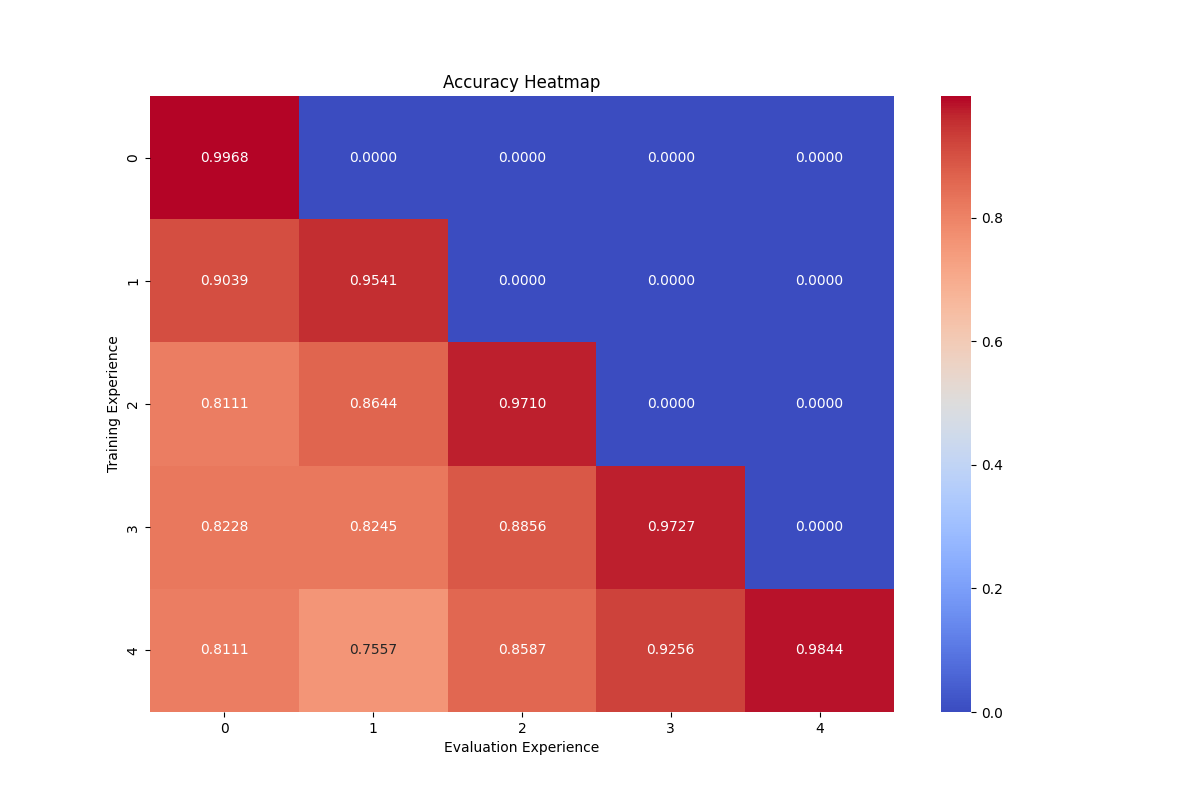 Accuracy Heatmap
Training Experience
0 0.9968 0.0000 0.0000 0.0000 0.0000
1 0.9039 0.9541 0.0000 0.0000 0.0000
2 0.8111 0.8644 0.9710 0.0000 0.0000
3 0.8228 0.8245 0.8856 0.9727 0.0000
4 0.8111 0.7557 0.8587 0.9256 0.9844
0 1 2 3 4
Evaluation Experience
0.8
0.6
0.4
0.2
0.0